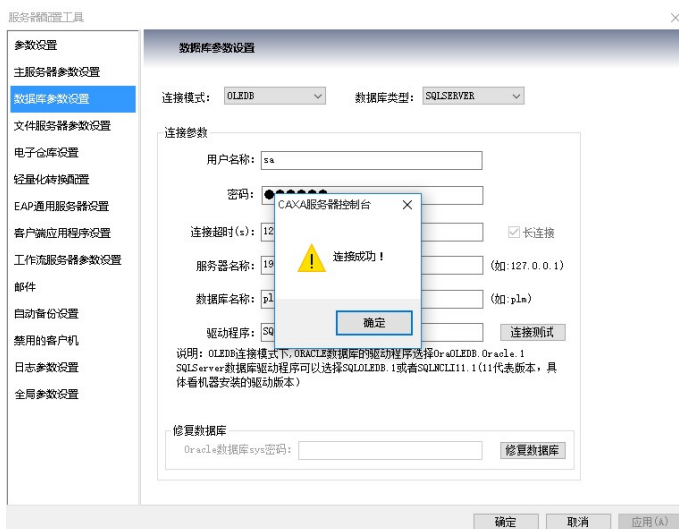 服务器配置工具
参数设置
主服务器参数设置
数据库参数设置
文件服务器参数设置
电子仓库设置
轻量化转换配置
EAP通用服务器设置
客户端应用程序设置
工作流服务器参数设置
邮件
自动备份设置
禁用的客户机
日志参数设置
全局参数设置
数据库参数设置
连接模式: OLEDB 数据库类型: SQLSERVER
连接参数
用户名称: sa
密码:
CAXA服务器控制台
连接成功！
确定
连接超时(s): 12 长连接
服务器名称: 19 (如:127.0.0.1)
数据库名称: pl (如:plm)
驱动程序: SQ 连接测试
说明: OLEDB连接模式下,ORACLE数据库的驱动程序选择OraOLEDB.Oracle.1
SQLServer数据库驱动程序可以选择SQLOLEDB.1或者SQLNCLI11.1(11代表版本，具
体看机器安装的驱动版本)
修复数据库
Oracle数据库sys密码: 修复数据库
确定 取消 应用(A)